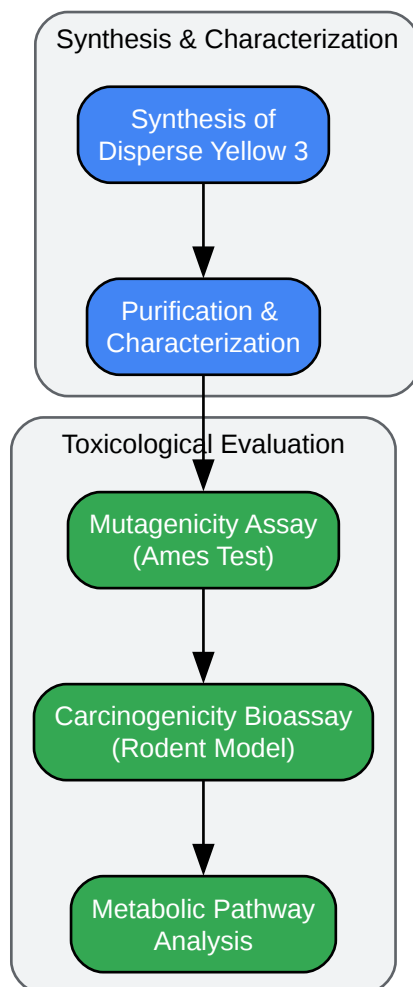 Synthesis & Characterization
Synthesis of
Disperse Yellow 3
Purification &
Characterization
Toxicological Evaluation
Mutagenicity Assay
(Ames Test)
Carcinogenicity Bioassay
(Rodent Model)
Metabolic Pathway
Analysis